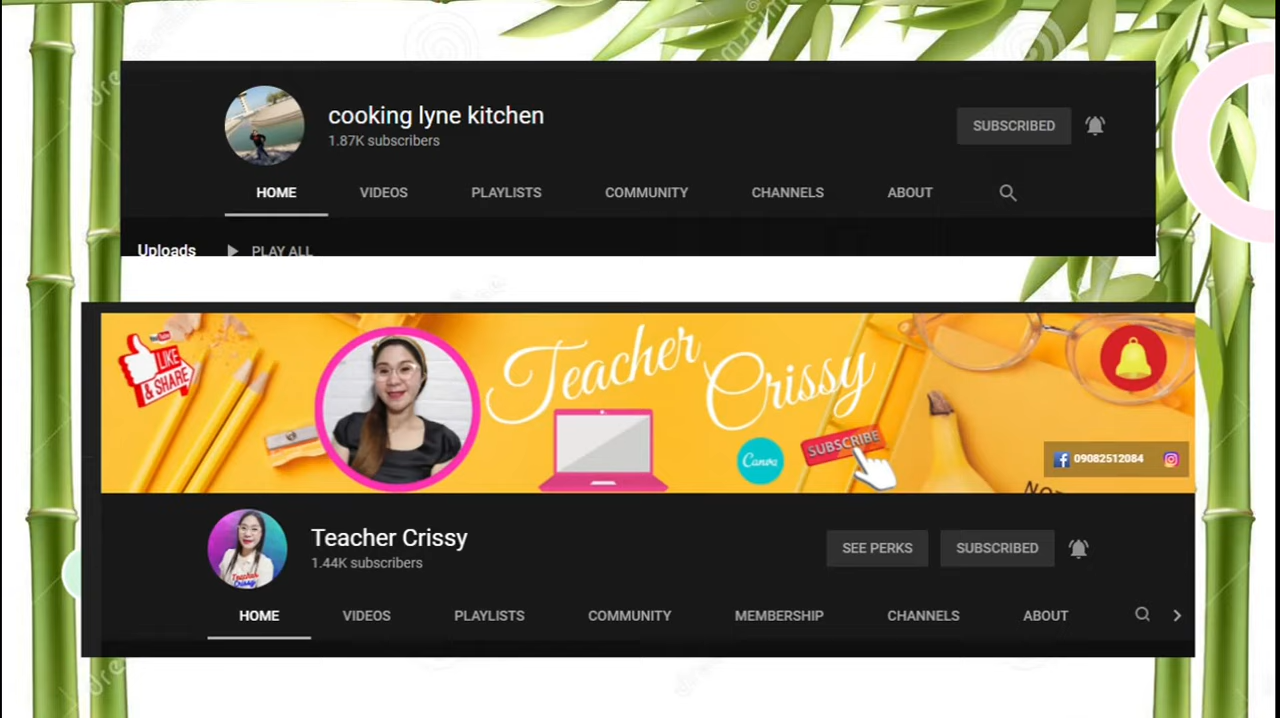 cooking lyne kitchen
1.87K subscribers
SUBSCRIBED
HOME VIDEOS PLAYLISTS COMMUNITY CHANNELS ABOUT
Uploads PLAY ALL
LIKE
& SHARE
Teacher Crissy
Canva
SUBSCRIBE
09082512084
Teacher Crissy
1.44K subscribers
SEE PERKS SUBSCRIBED
Teacher
Crissy
HOME VIDEOS PLAYLISTS COMMUNITY MEMBERSHIP CHANNELS ABOUT